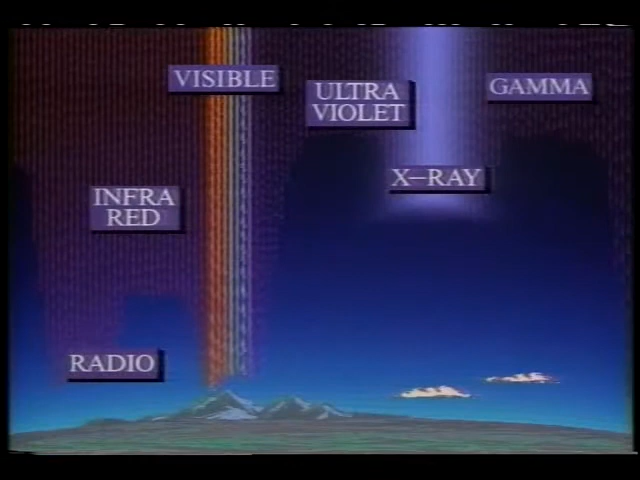 VISIBLE
ULTRA
VIOLET
GAMMA
X–RAY
INFRA
RED
RADIO